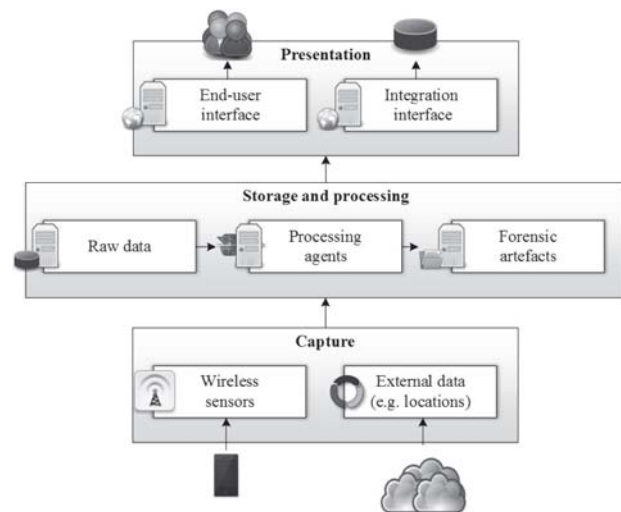 Presentation
End-user
interface
Integration
interface
Storage and processing
Raw data
Processing
agents
Forensic
artefacts
Capture
Wireless
sensors
External data
(e.g. locations)